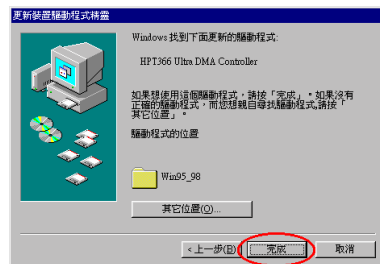 更新裝置驅動程式精靈
Windows 找到下面更新的驅動程式:
HPT366 Ultra DMA Controller
如果想使用這個驅動程式，請按「完成」。如果沒有
正確的驅動程式，而您想親自尋找驅動程式,請按「
其它位置」。
驅動程式的位置
Win95_98
其它位置(O)...
<上一步(B)
完成
取消